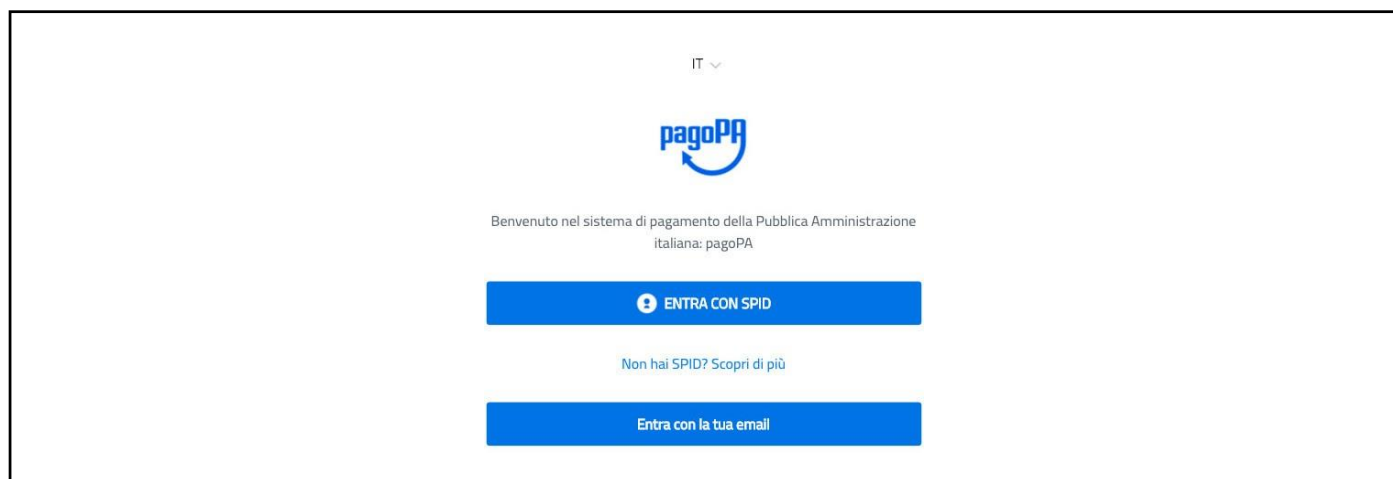 IT
pagoPA
Benvenuto nel sistema di pagamento della Pubblica Amministrazione
italiana: pagoPA
ENTRA CON SPID
Non hai SPID? Scopri di più
Entra con la tua email